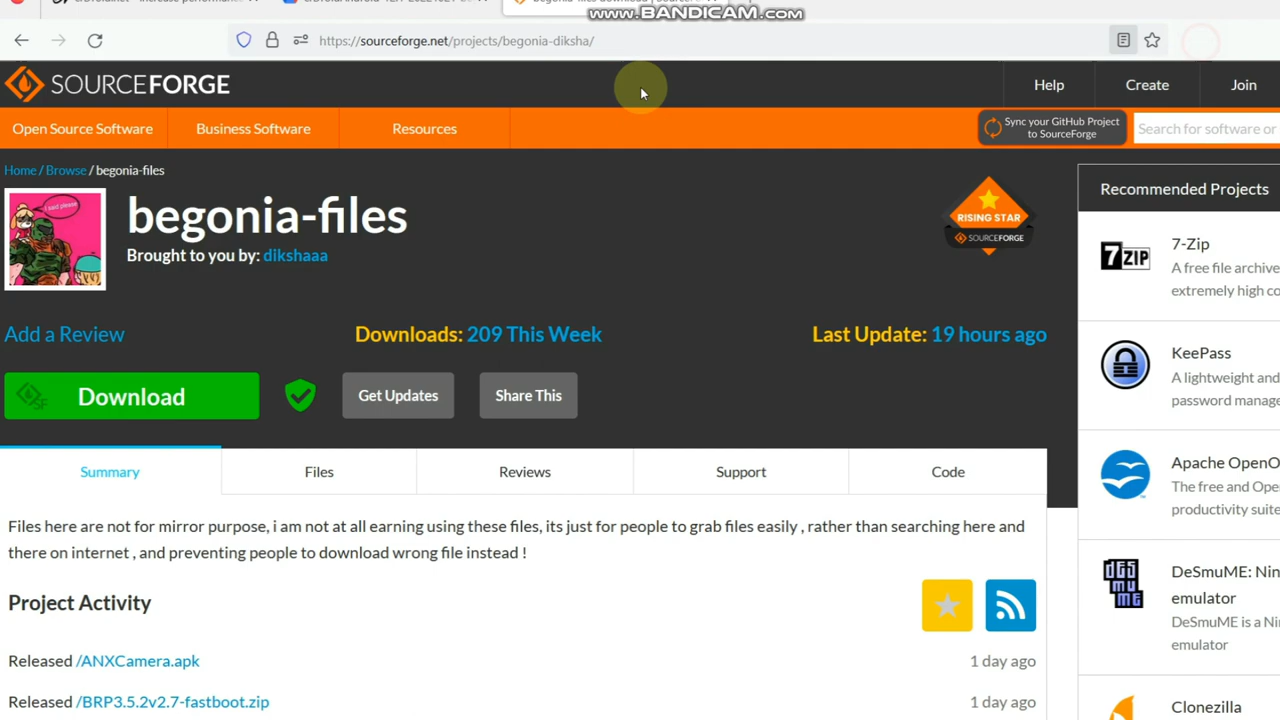 www.BANDICAM.com
https://sourceforge.net/projects/begonia-diksha/
SOURCEFORGE
Help
Create
Join
Open Source Software
Business Software
Resources
Sync your GitHub Project
to SourceForge
Search for software or
Home / Browse / begonia-files
I said please
begonia-files
Brought to you by: dikshaaa
RISING STAR
SOURCEFORGE
Add a Review
Downloads: 209 This Week
Last Update: 19 hours ago
SF
Download
Get Updates
Share This
Summary
Files
Reviews
Support
Code
Files here are not for mirror purpose, i am not at all earning using these files, its just for people to grab files easily , rather than searching here and
there on internet , and preventing people to download wrong file instead !
Project Activity
Released /ANXCamera.apk
1 day ago
Released /BRP3.5.2v2.7-fastboot.zip
1 day ago
Recommended Projects
7ZIP
7-Zip
A free file archive
extremely high co
KeePass
A lightweight and
password manage
Apache OpenO
The free and Ope
productivity suite
DESMUME
DeSmuME: Nin
emulator
DeSmuME is a Nin
emulator
Clonezilla